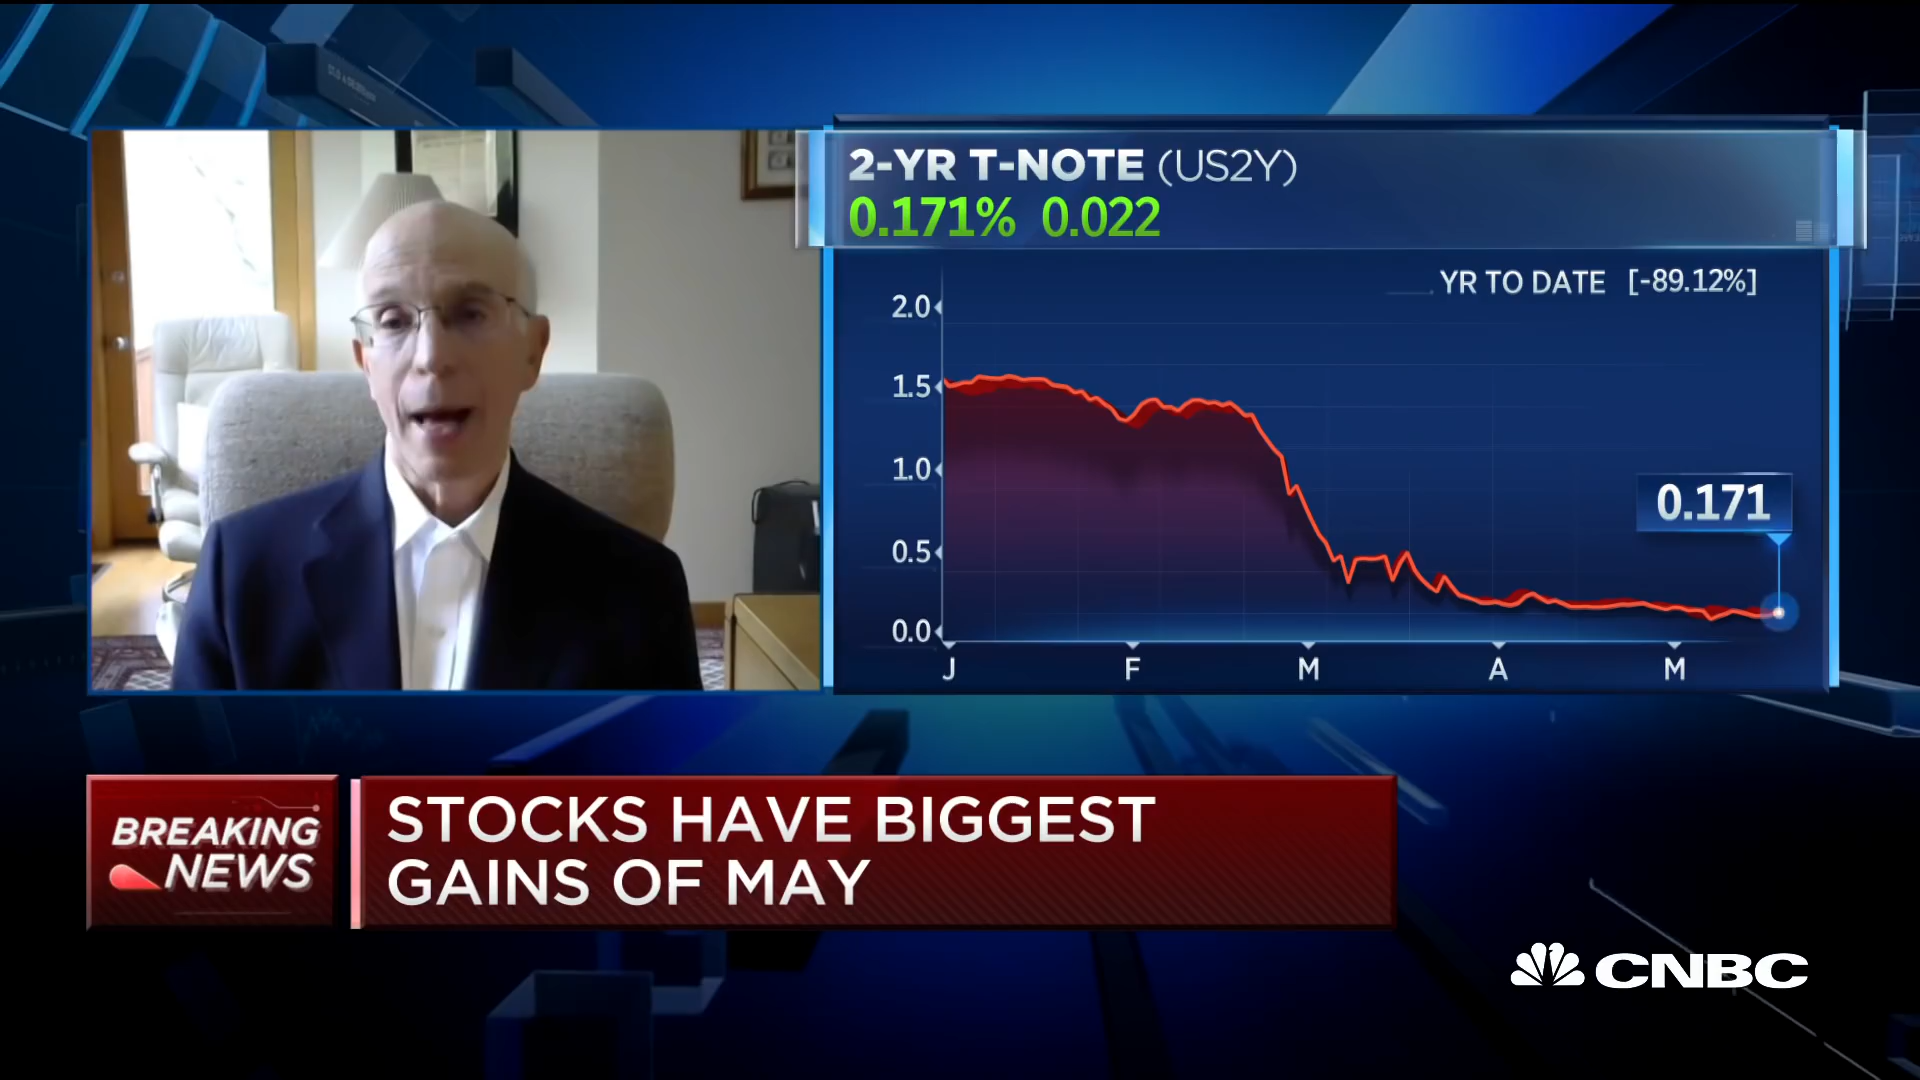 2-YR T-NOTE (US2Y)
0.171% 0.022
YR TO DATE [-89.12%]
2.0
1.5
1.0
0.5
0.0
0.171
J F M A M
BREAKING
NEWS
STOCKS HAVE BIGGEST
GAINS OF MAY
CNBC